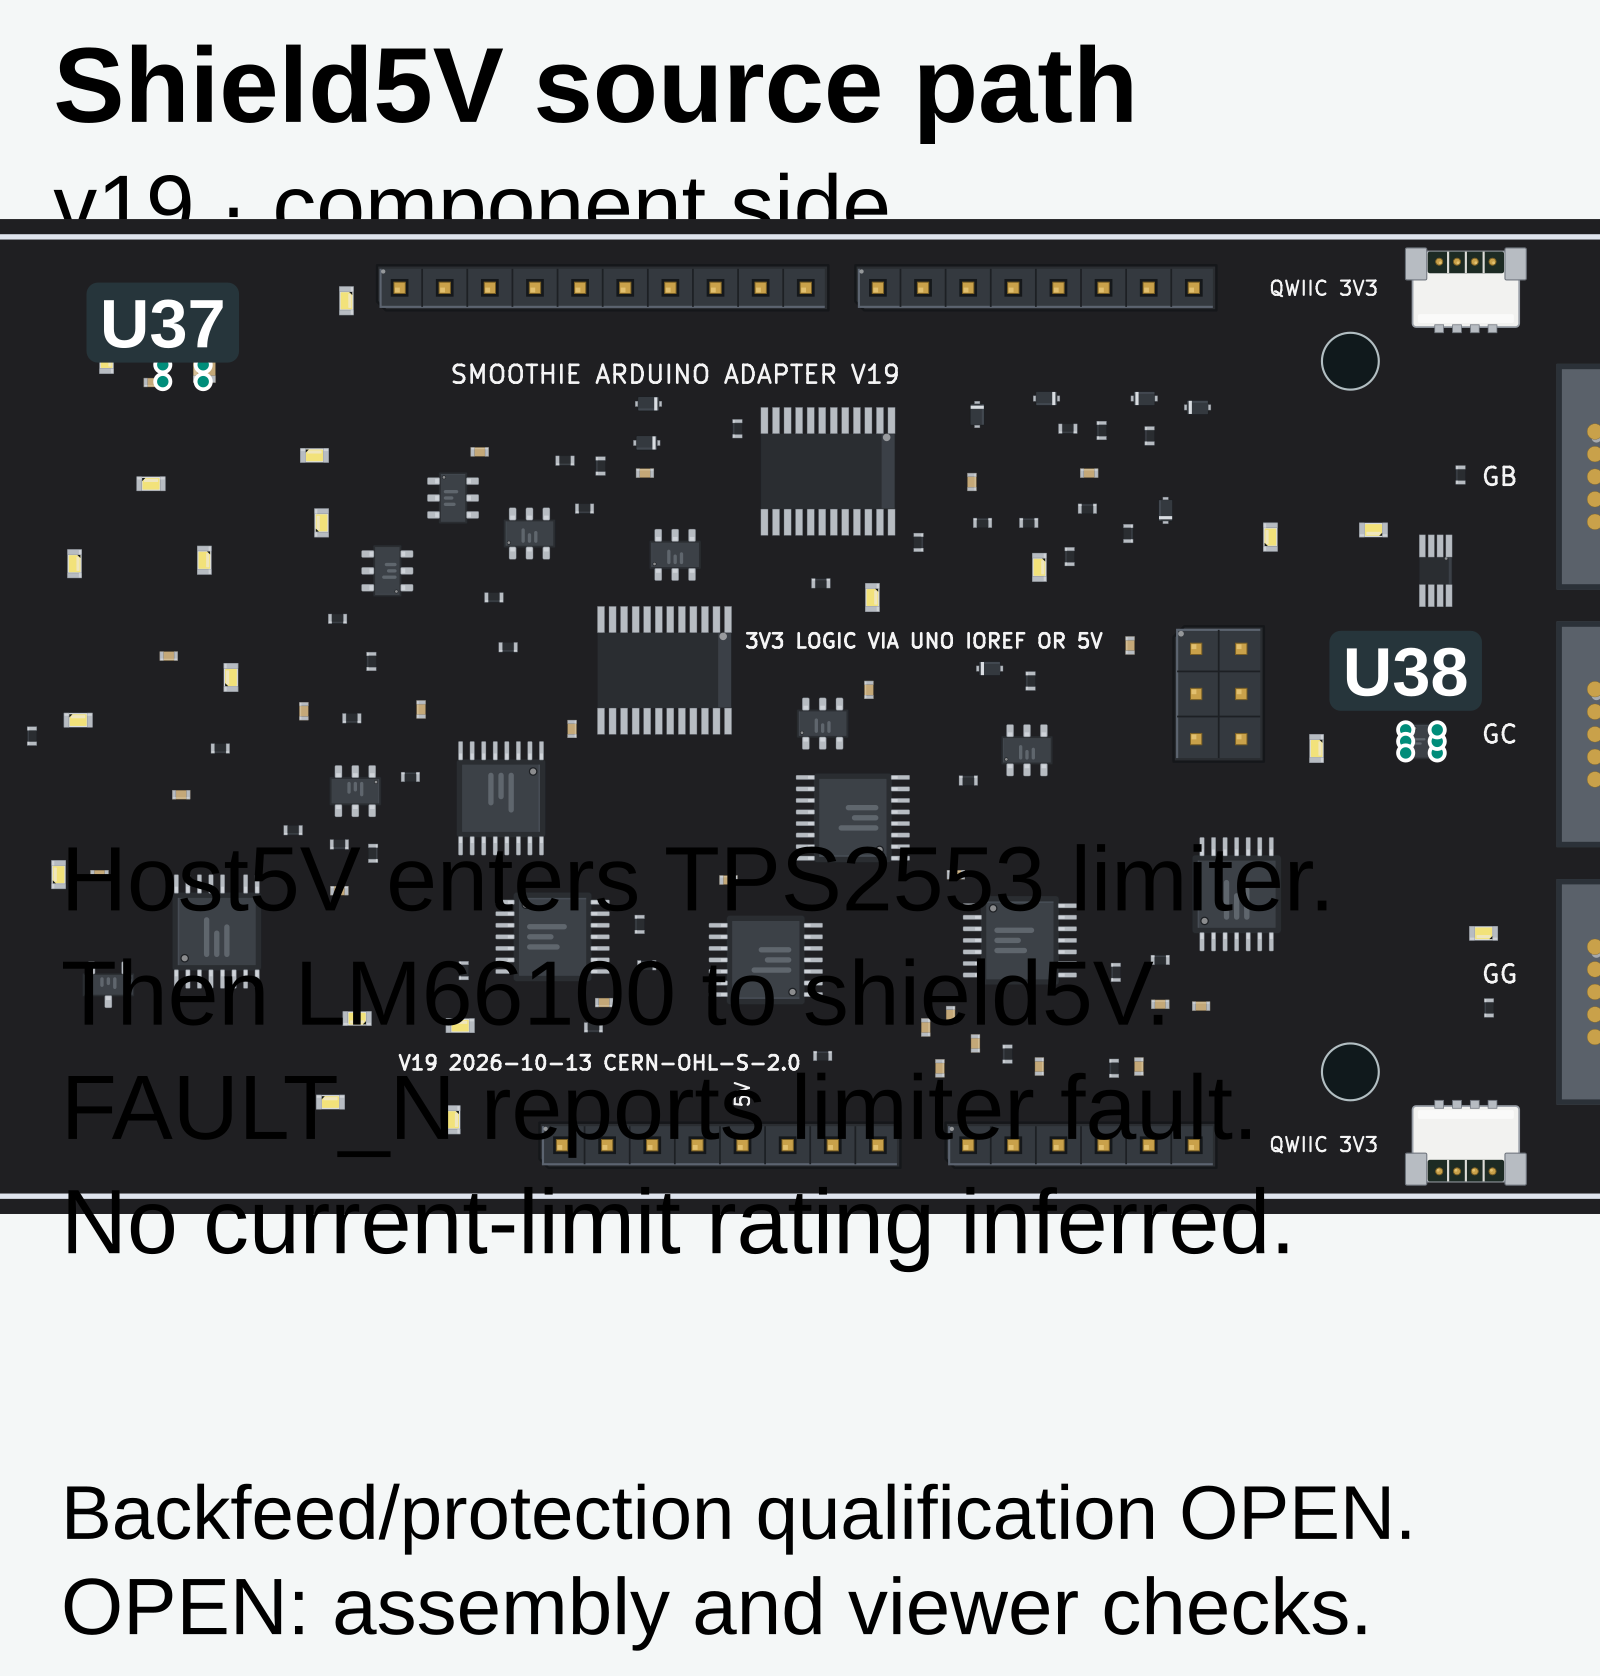 Shield5V source path
v19 · component side
QWIIC 3V3
U37
SMOOTHIE ARDUINO ADAPTER V19
GB
3V3 LOGIC VIA UNO IOREF OR 5V
U38
GC
Host5V enters TPS2553 limiter.
GG
Then LM66100 to shield5V.
V19 2026-10-13 CERN-OHL-S-2.0
5V
FAULT_N reports limiter fault.
QWIIC 3V3
No current-limit rating inferred.
Backfeed/protection qualification OPEN.
OPEN: assembly and viewer checks.